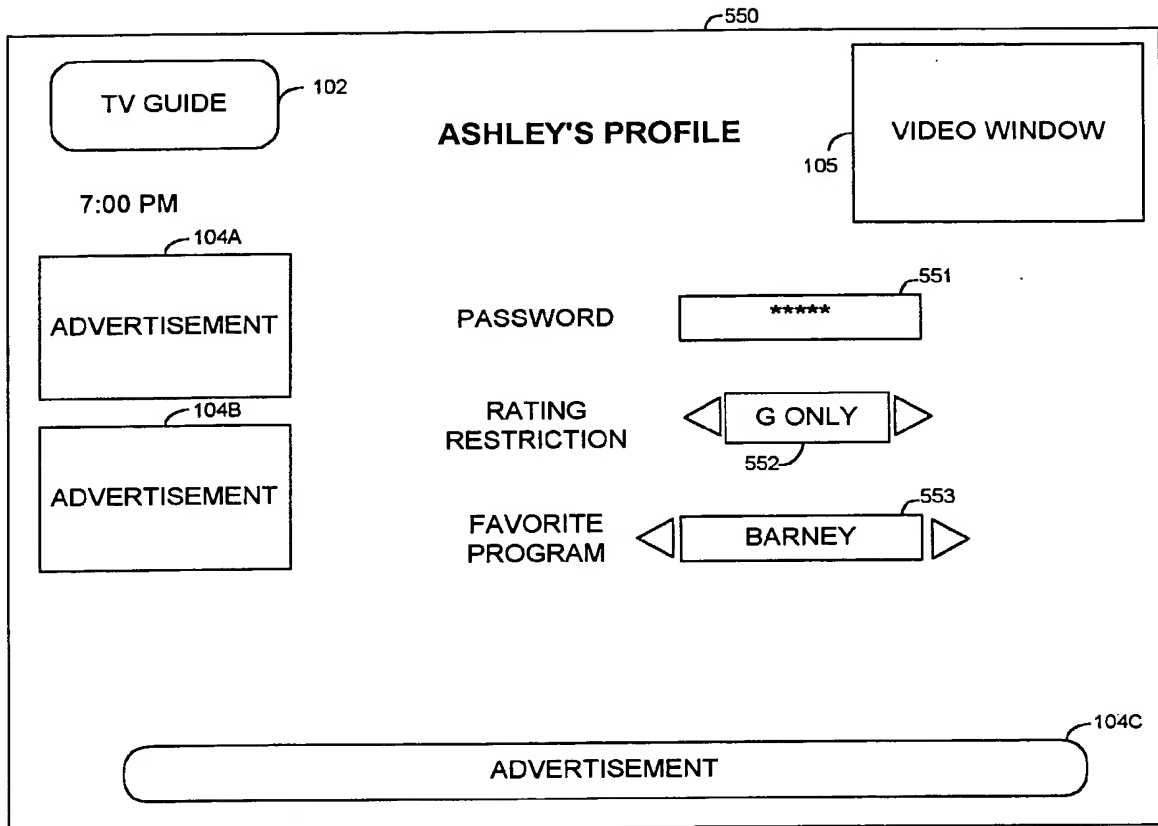 550
TV GUIDE
102
ASHLEY'S PROFILE
VIDEO WINDOW
105
7:00 PM
104A
ADVERTISEMENT
104B
ADVERTISEMENT
PASSWORD
*****
551
RATING
RESTRICTION
G ONLY
552
FAVORITE
PROGRAM
BARNEY
553
ADVERTISEMENT
104C